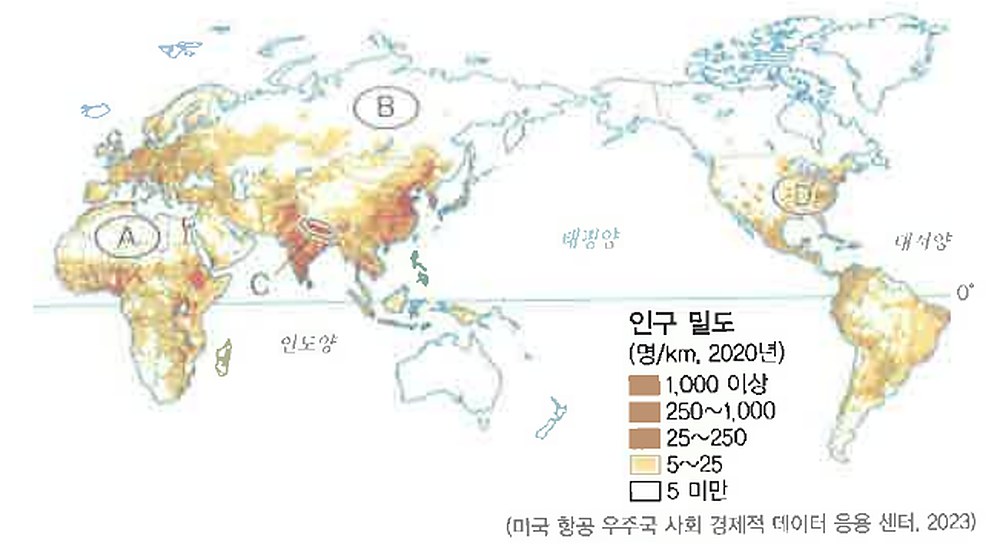 B
A
D
태평양
대서양
C
0°
인도양
인구 밀도
(명/km, 2020년)
1,000 이상
250~1,000
25~250
5~25
5 미만
(미국 항공 우주국 사회 경제적 데이터 응용 센터, 2023)